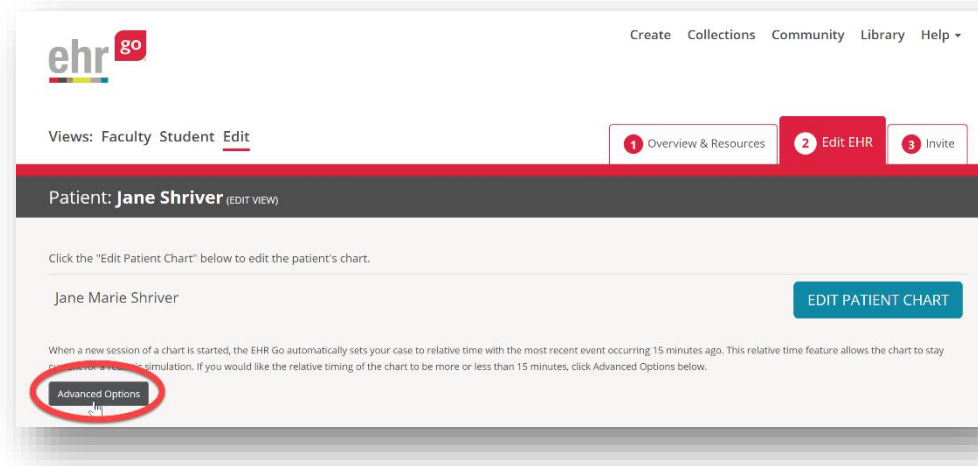 ehr go
Create Collections Community Library Help
Views: Faculty Student Edit
1 Overview & Resources
2 Edit EHR
3 Invite
Patient: Jane Shriver (EDIT VIEW)
Click the "Edit Patient Chart" below to edit the patient's chart.
Jane Marie Shriver
EDIT PATIENT CHART
When a new session of a chart is started, the EHR Go automatically sets your case to relative time with the most recent event occurring 15 minutes ago. This relative time feature allows the chart to stay
simulation. If you would like the relative timing of the chart to be more or less than 15 minutes, click Advanced Options below.
Advanced Options